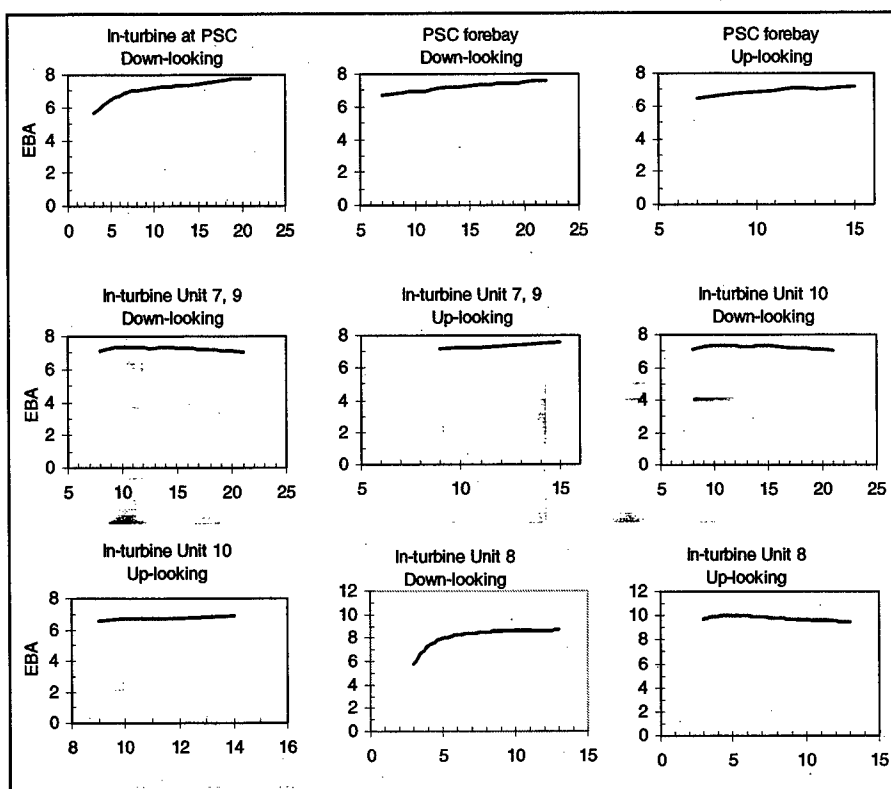 In-turbine at PSC
Down-looking
PSC forebay
Down-looking
PSC forebay
Up-looking
EBA
8
6
4
2
0
0 5 10 15 20 25
8
6
4
2
0
5 10 15 20 25
8
6
4
2
0
5 10 15
In-turbine Unit 7, 9
Down-looking
In-turbine Unit 7, 9
Up-looking
In-turbine Unit 10
Down-looking
EBA
8
6
4
2
0
5 10 15 20 25
8
6
4
2
0
5 10 15
8
6
4
2
0
5 10 15 20 25
In-turbine Unit 10
Up-looking
In-turbine Unit 8
Down-looking
In-turbine Unit 8
Up-looking
EBA
8
6
4
2
0
8 10 12 14 16
12
10
8
6
4
2
0
0 5 10 15
12
10
8
6
4
2
0
0 5 10 15